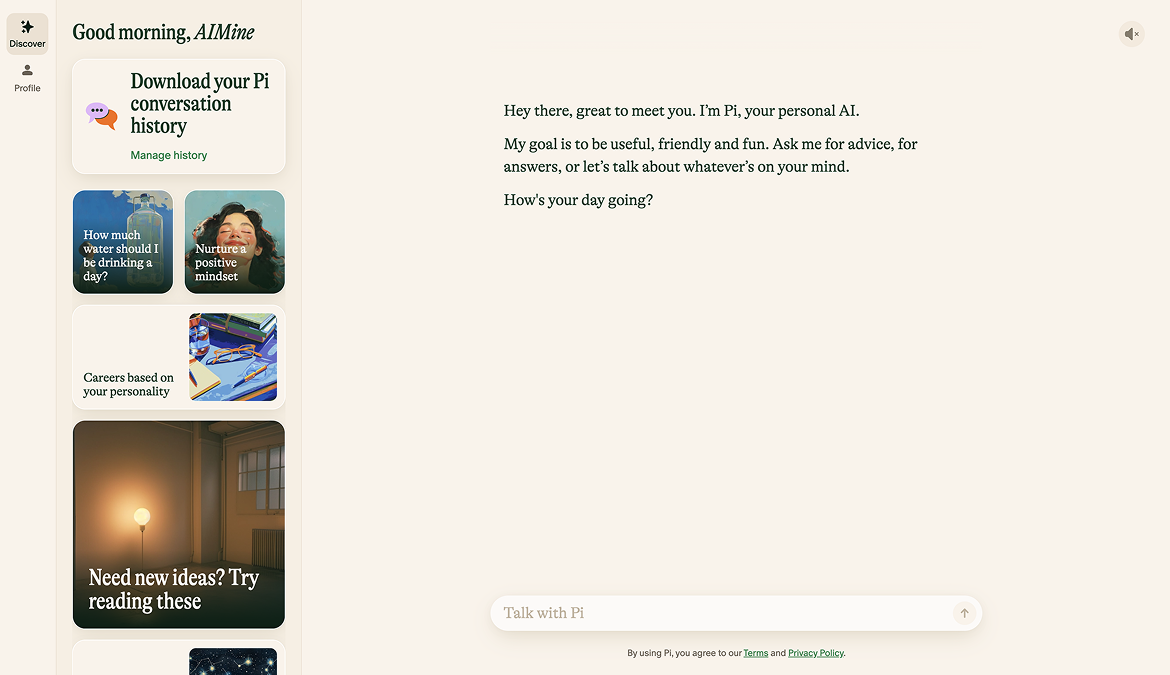 Discover
Profile
Good morning, AIMine
Download your Pi
conversation
history
Manage history
How much
water should I
be drinking a
day?
Nurture a
positive
mindset
Careers based on
your personality
Need new ideas? Try
reading these
Hey there, great to meet you. I’m Pi, your personal AI.
My goal is to be useful, friendly and fun. Ask me for advice, for
answers, or let’s talk about whatever’s on your mind.
How's your day going?
Talk with Pi
By using Pi, you agree to our Terms and Privacy Policy.